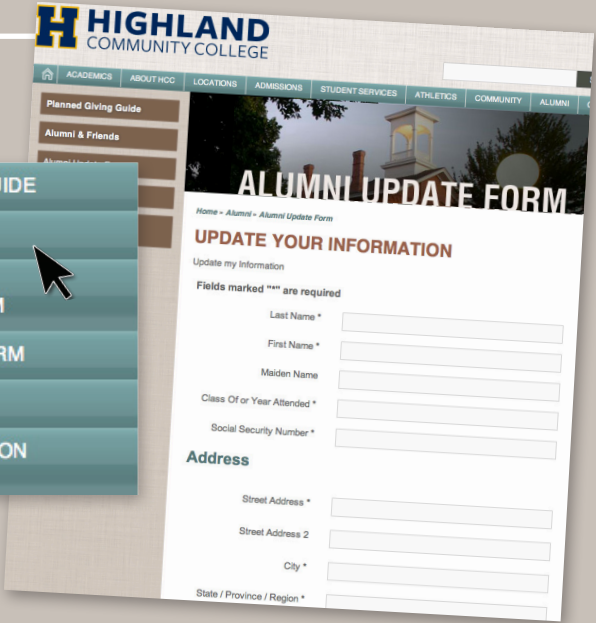 H HIGHLAND
COMMUNITY COLLEGE
ACADEMICS ABOUT HCC LOCATIONS ADMISSIONS STUDENT SERVICES ATHLETICS COMMUNITY ALUMNI
Planned Giving Guide
Alumni & Friends
ALUMNI UPDATE FORM
Home » Alumni » Alumni Update Form
UPDATE YOUR INFORMATION
Update my Information
Fields marked "*" are required
Last Name *
First Name *
Maiden Name
Class Of or Year Attended *
Social Security Number *
Address
Street Address *
Street Address 2
City *
State / Province / Region *